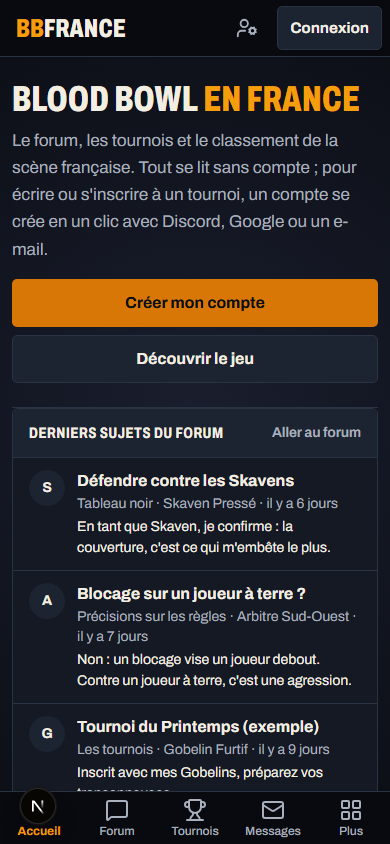 BBFRANCE
Connexion
BLOOD BOWL EN FRANCE
Le forum, les tournois et le classement de la
scène française. Tout se lit sans compte ; pour
écrire ou s'inscrire à un tournoi, un compte se
crée en un clic avec Discord, Google ou un e-
mail.
Créer mon compte
Découvrir le jeu
DERNIERS SUJETS DU FORUM
Aller au forum
S
Défendre contre les Skavens
Tableau noir · Skaven Pressé · il y a 6 jours
En tant que Skaven, je confirme : la
couverture, c'est ce qui m'embête le plus.
A
Blocage sur un joueur à terre ?
Précisions sur les règles · Arbitre Sud-Ouest ·
il y a 7 jours
Non : un blocage vise un joueur debout.
Contre un joueur à terre, c'est une agression.
G
Tournoi du Printemps (exemple)
Les tournois · Gobelin Furtif · il y a 9 jours
Inscrit avec mes Gobelins, préparez vos
N
Accueil
Forum
Tournois
Messages
Plus